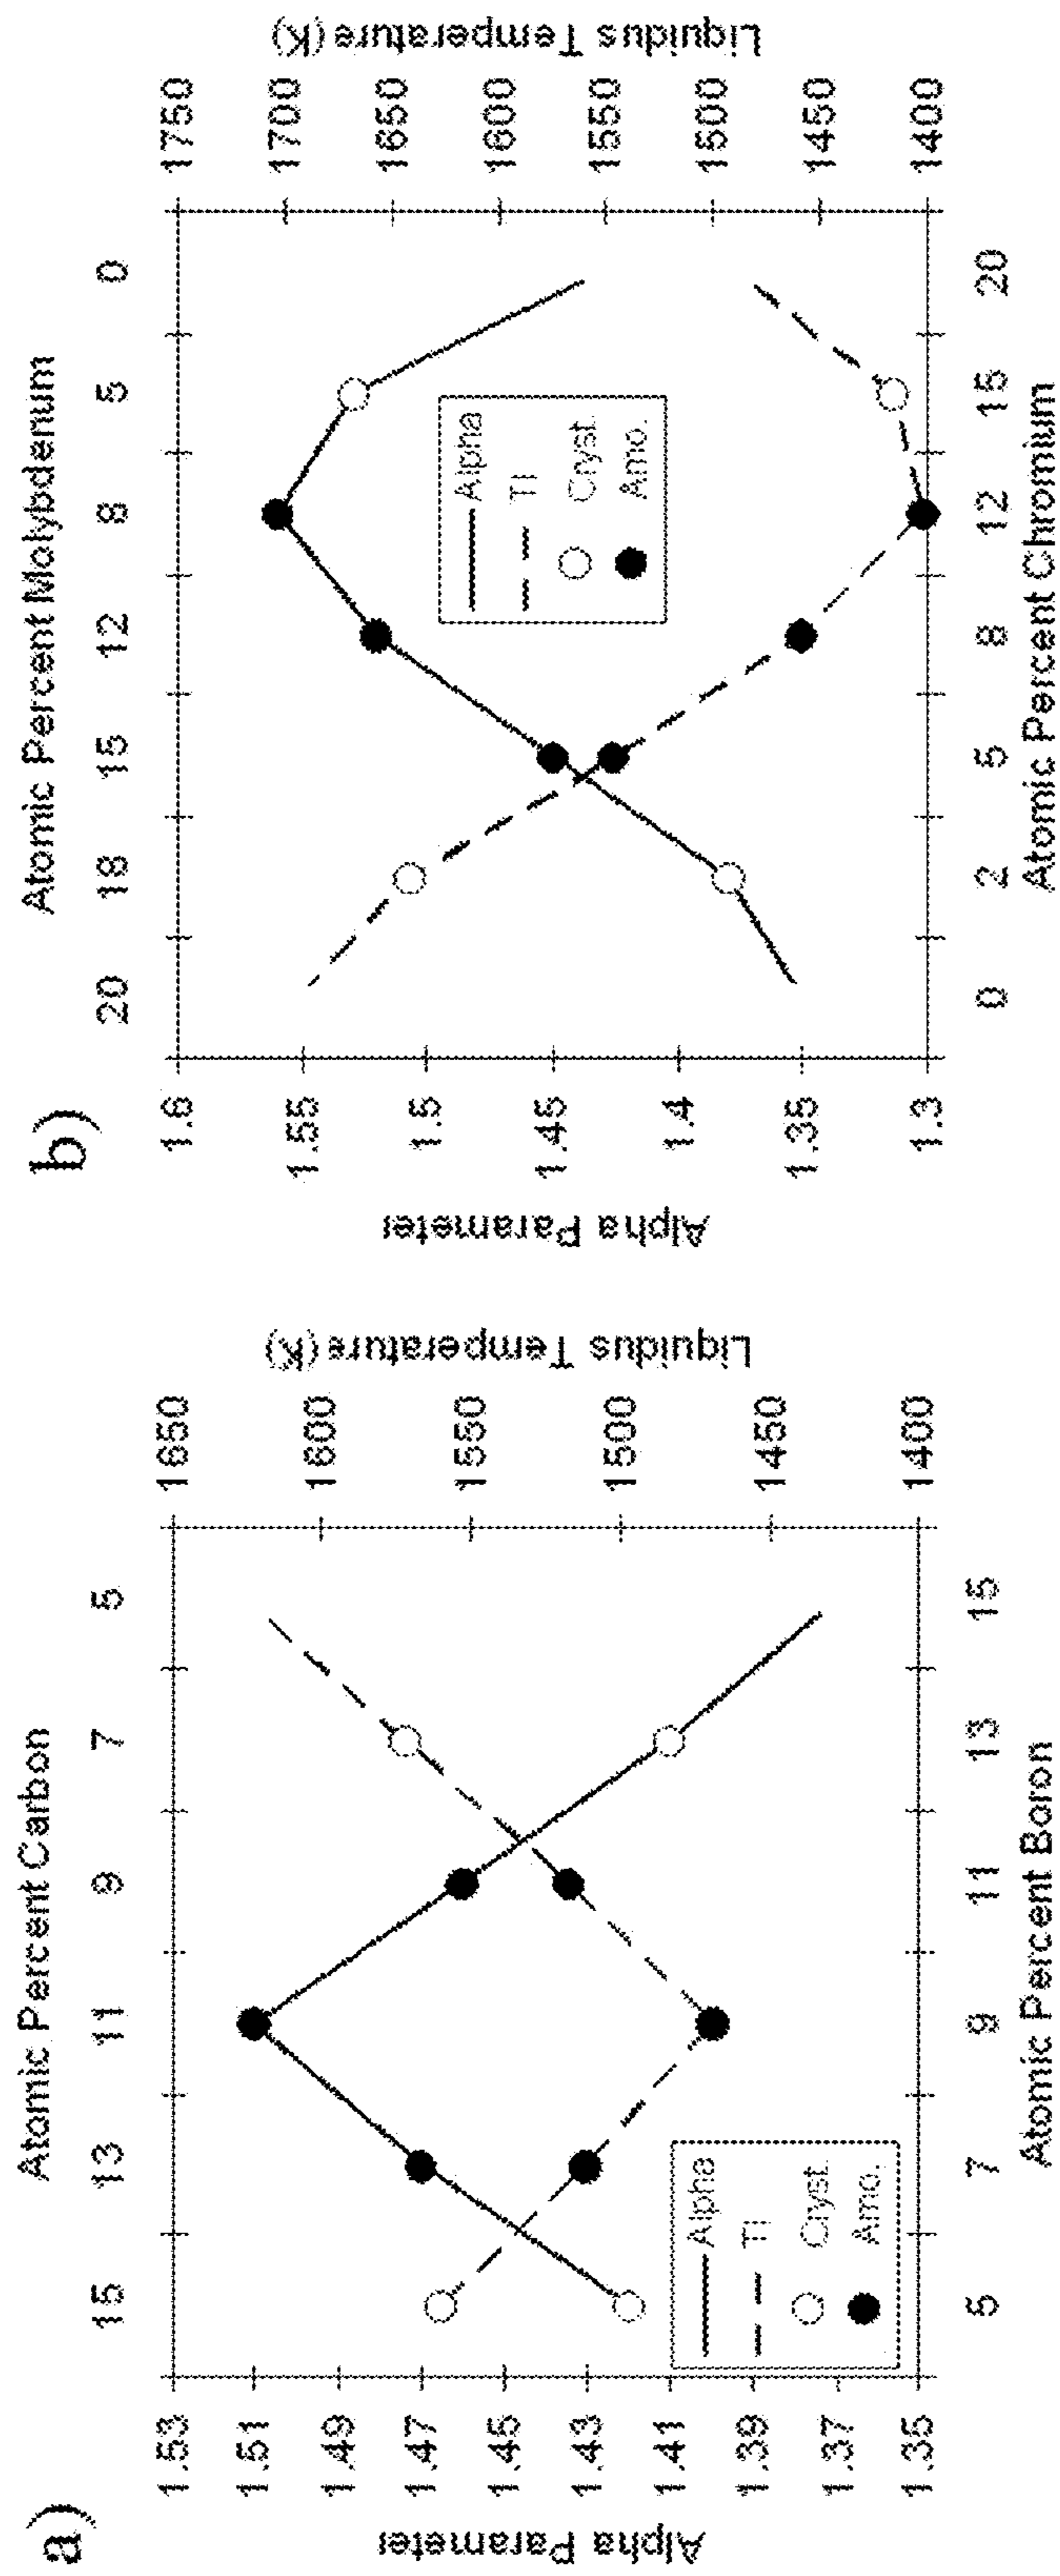 a)
Atomic Percent Carbon
15 13 11 9 7 5
Alpha Parameter
1.53
1.51
1.49
1.47
1.45
1.43
1.41
1.39
1.37
1.35
Liquidus Temperature (K)
1650
1600
1550
1500
1450
1400
Alpha
Tl
Cryst.
Amo.
5 7 9 11 13 15
Atomic Percent Boron
b)
Atomic Percent Molybdenum
20 18 15 12 8 5 0
Alpha Parameter
1.6
1.55
1.5
1.45
1.4
1.35
1.3
Liquidus Temperature (K)
1750
1700
1650
1600
1550
1500
1450
1400
Alpha
Tl
Cryst.
Amo.
0 2 5 8 12 15 20
Atomic Percent Chromium